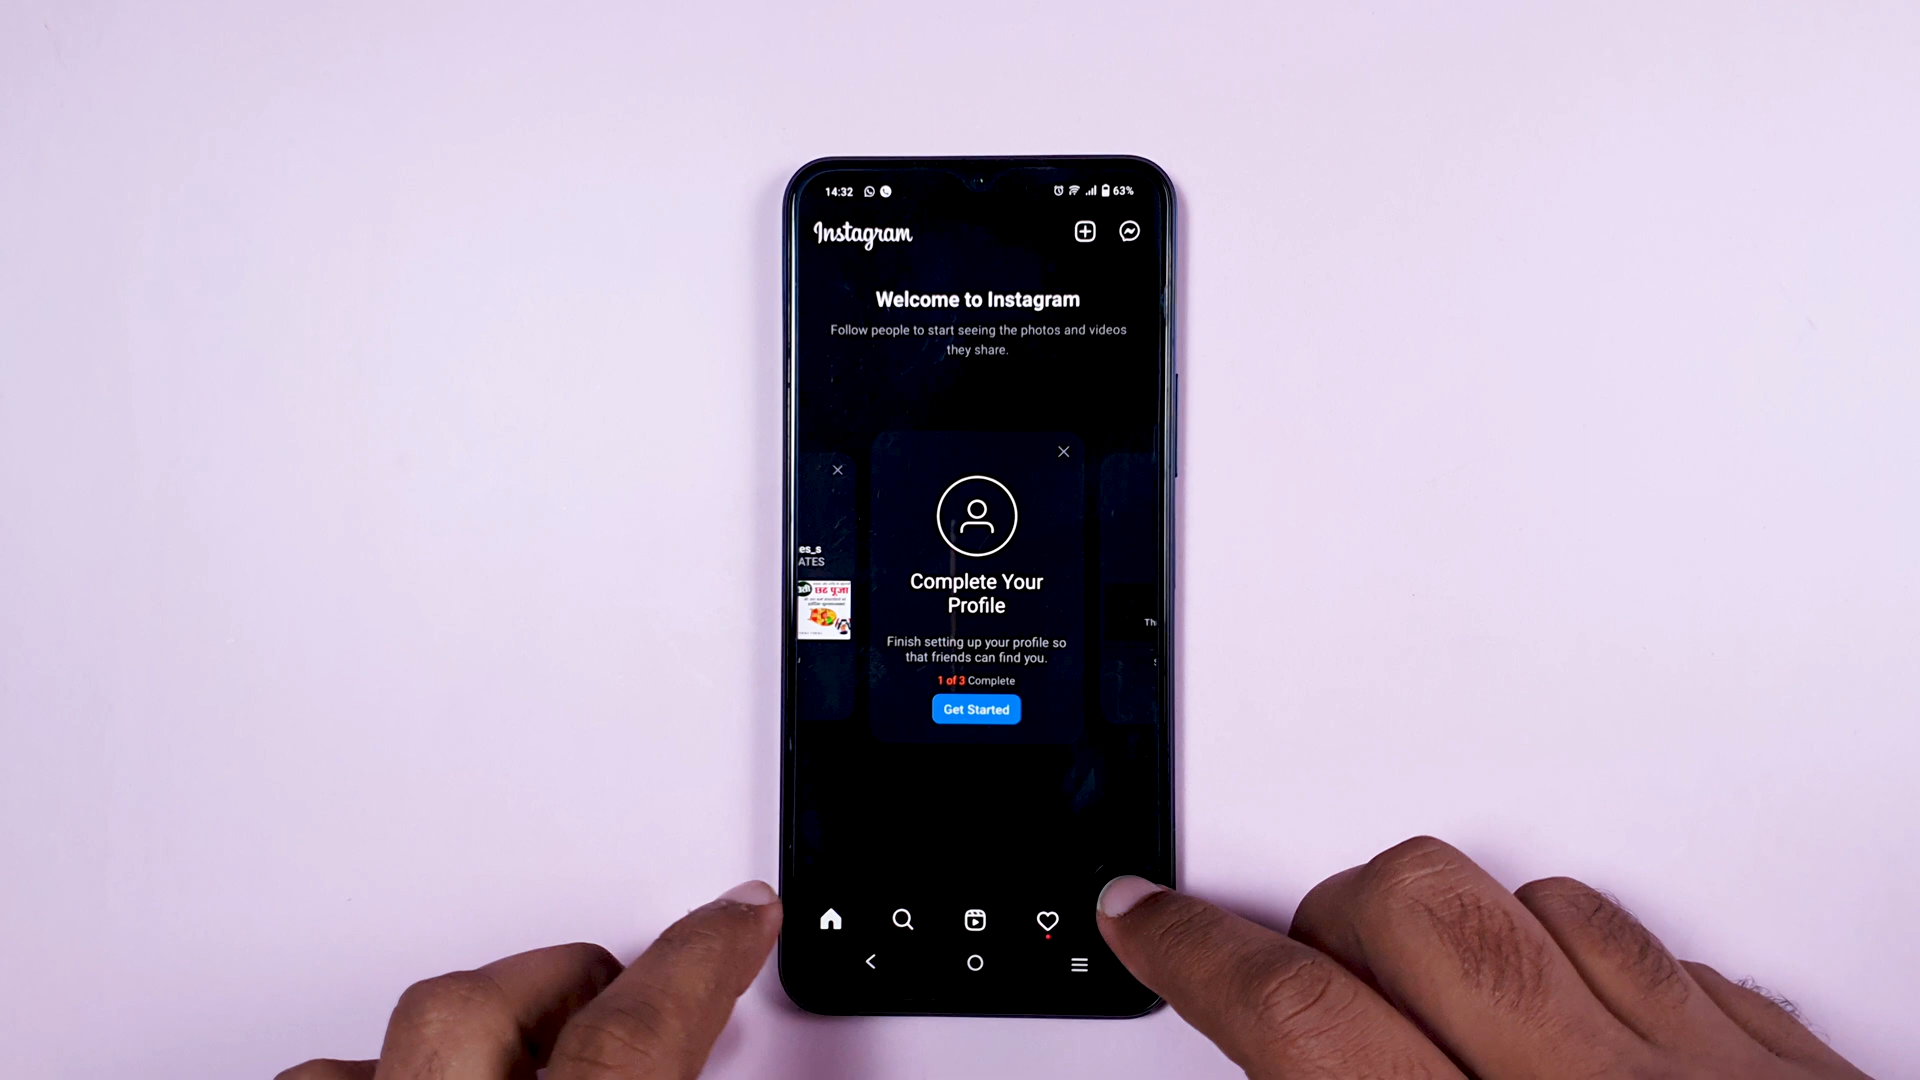 14:32
63%
Instagram
Welcome to Instagram
Follow people to start seeing the photos and videos
they share.
es_s
ATES
छठ पूजा
Complete Your
Profile
Finish setting up your profile so
that friends can find you.
1 of 3 Complete
Get Started
Th